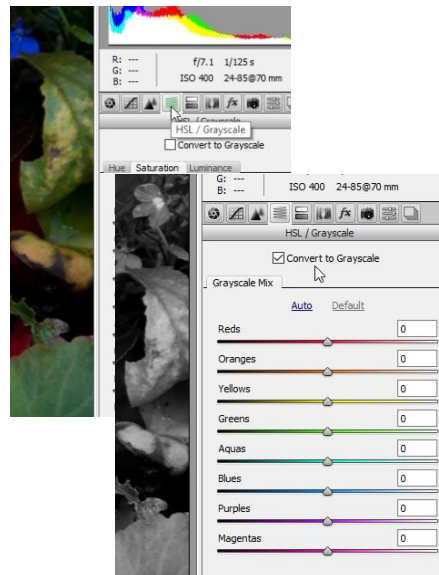 R: ---
G: ---
B: ---
f/7.1 1/125 s
ISO 400 24-85@70 mm
fx
HSL / Grayscale
HSL / Grayscale
Convert to Grayscale
Hue Saturation Luminance
G: ---
B: ---
ISO 400 24-85@70 mm
fx
HSL / Grayscale
Convert to Grayscale
Grayscale Mix
Auto Default
Reds 0
Oranges 0
Yellows 0
Greens 0
Aquas 0
Blues 0
Purples 0
Magentas 0